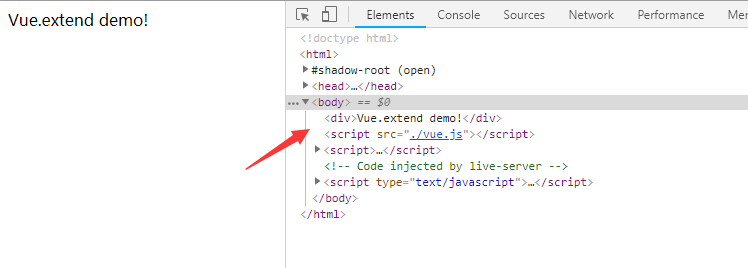 Vue.extend demo!
Elements Console Sources Network Performance
<!doctype html>
<html>
▶#shadow-root (open)
▶<head>…</head>
…▼<body> == $0
<div>Vue.extend demo!</div>
<script src="./vue.js"></script>
▶<script>…</script>
<!-- Code injected by live-server -->
▶<script type="text/javascript">…</script>
</body>
</html>